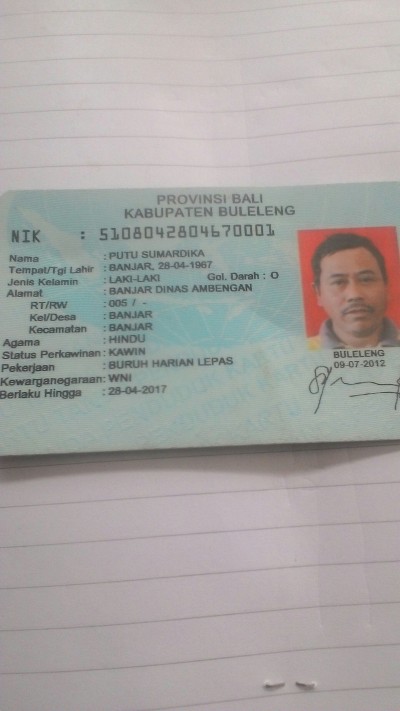 PROVINSI BALI
KABUPATEN BULELENG
NIK : 5108042804670001
Nama : PUTU SUMARDIKA
Tempat/Tgl Lahir : BANJAR, 28-04-1967
Jenis Kelamin : LAKI-LAKI Gol. Darah : O
Alamat : BANJAR DINAS AMBENGAN
RT/RW : 005 / -
Kel/Desa : BANJAR
Kecamatan : BANJAR
Agama : HINDU
Status Perkawinan : KAWIN
Pekerjaan : BURUH HARIAN LEPAS
Kewarganegaraan : WNI
Berlaku Hingga : 28-04-2017
BULELENG
09-07-2012